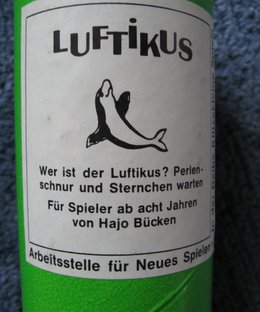 LUFTiKUS
Wer ist der Luftikus? Perlen-
schnur und Sternchen warten
Für Spieler ab acht Jahren
von Hajo Bücken
Arbeitsstelle für Neues Spielen